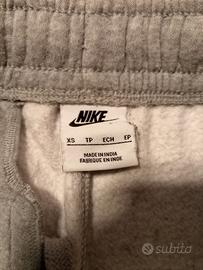 NIKE
XS TP ECH EP
MADE IN INDIA
FABRIQUÉ EN INDE
subito